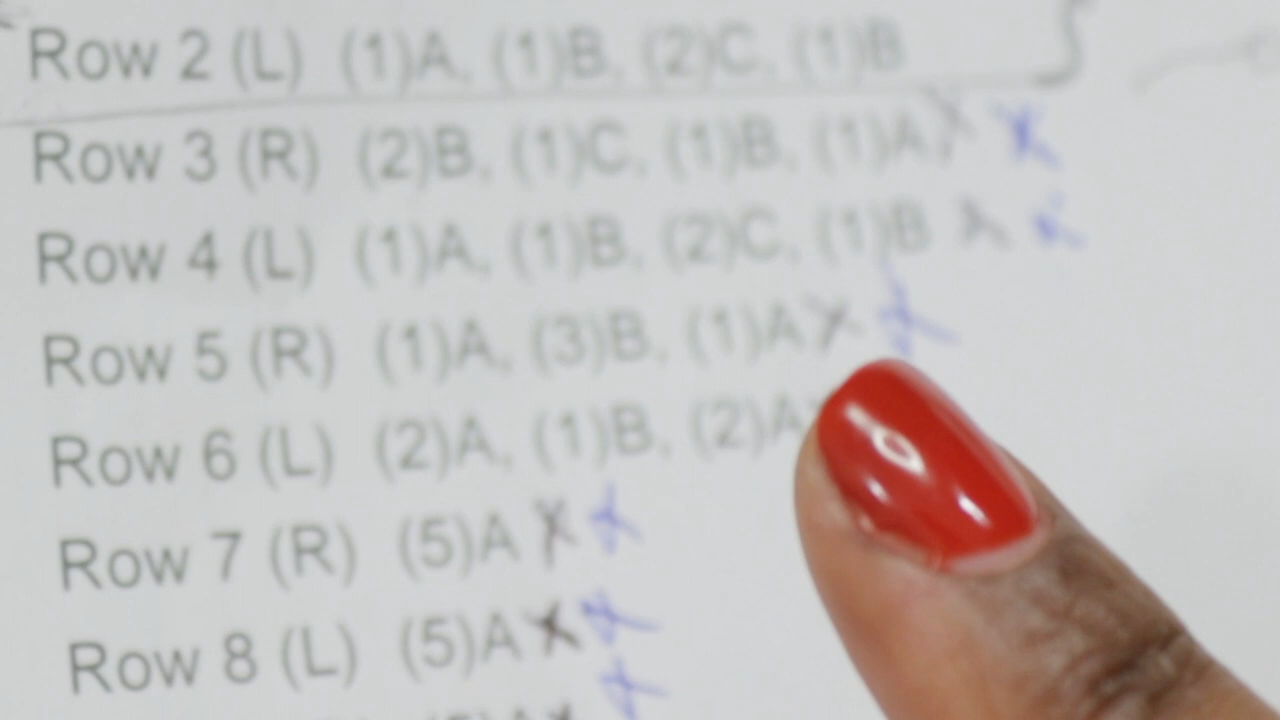 Row 2 (L) (1)A, (1)B, (2)C, (1)B
Row 3 (R) (2)B, (1)C, (1)B, (1)A X X
Row 4 (L) (1)A, (1)B, (2)C, (1)B X X
Row 5 (R) (1)A, (3)B, (1)A X X
Row 6 (L) (2)A, (1)B, (2)A
Row 7 (R) (5)A X X
Row 8 (L) (5)A X X